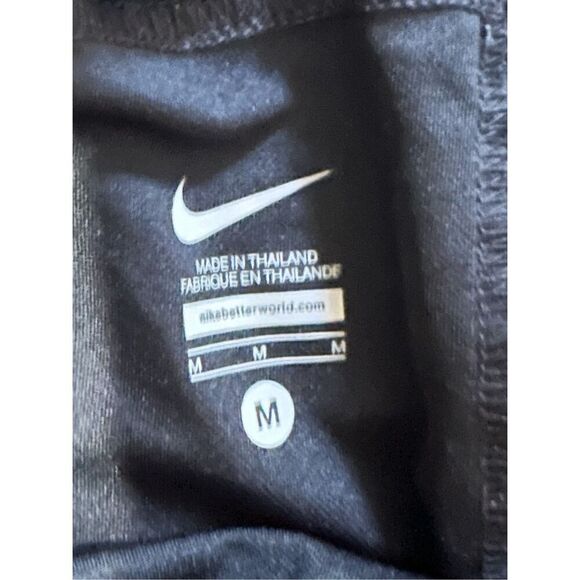 MADE IN THAILAND
FABRIQUE EN THAILANDE
nikebetterworld.com
M M M
M